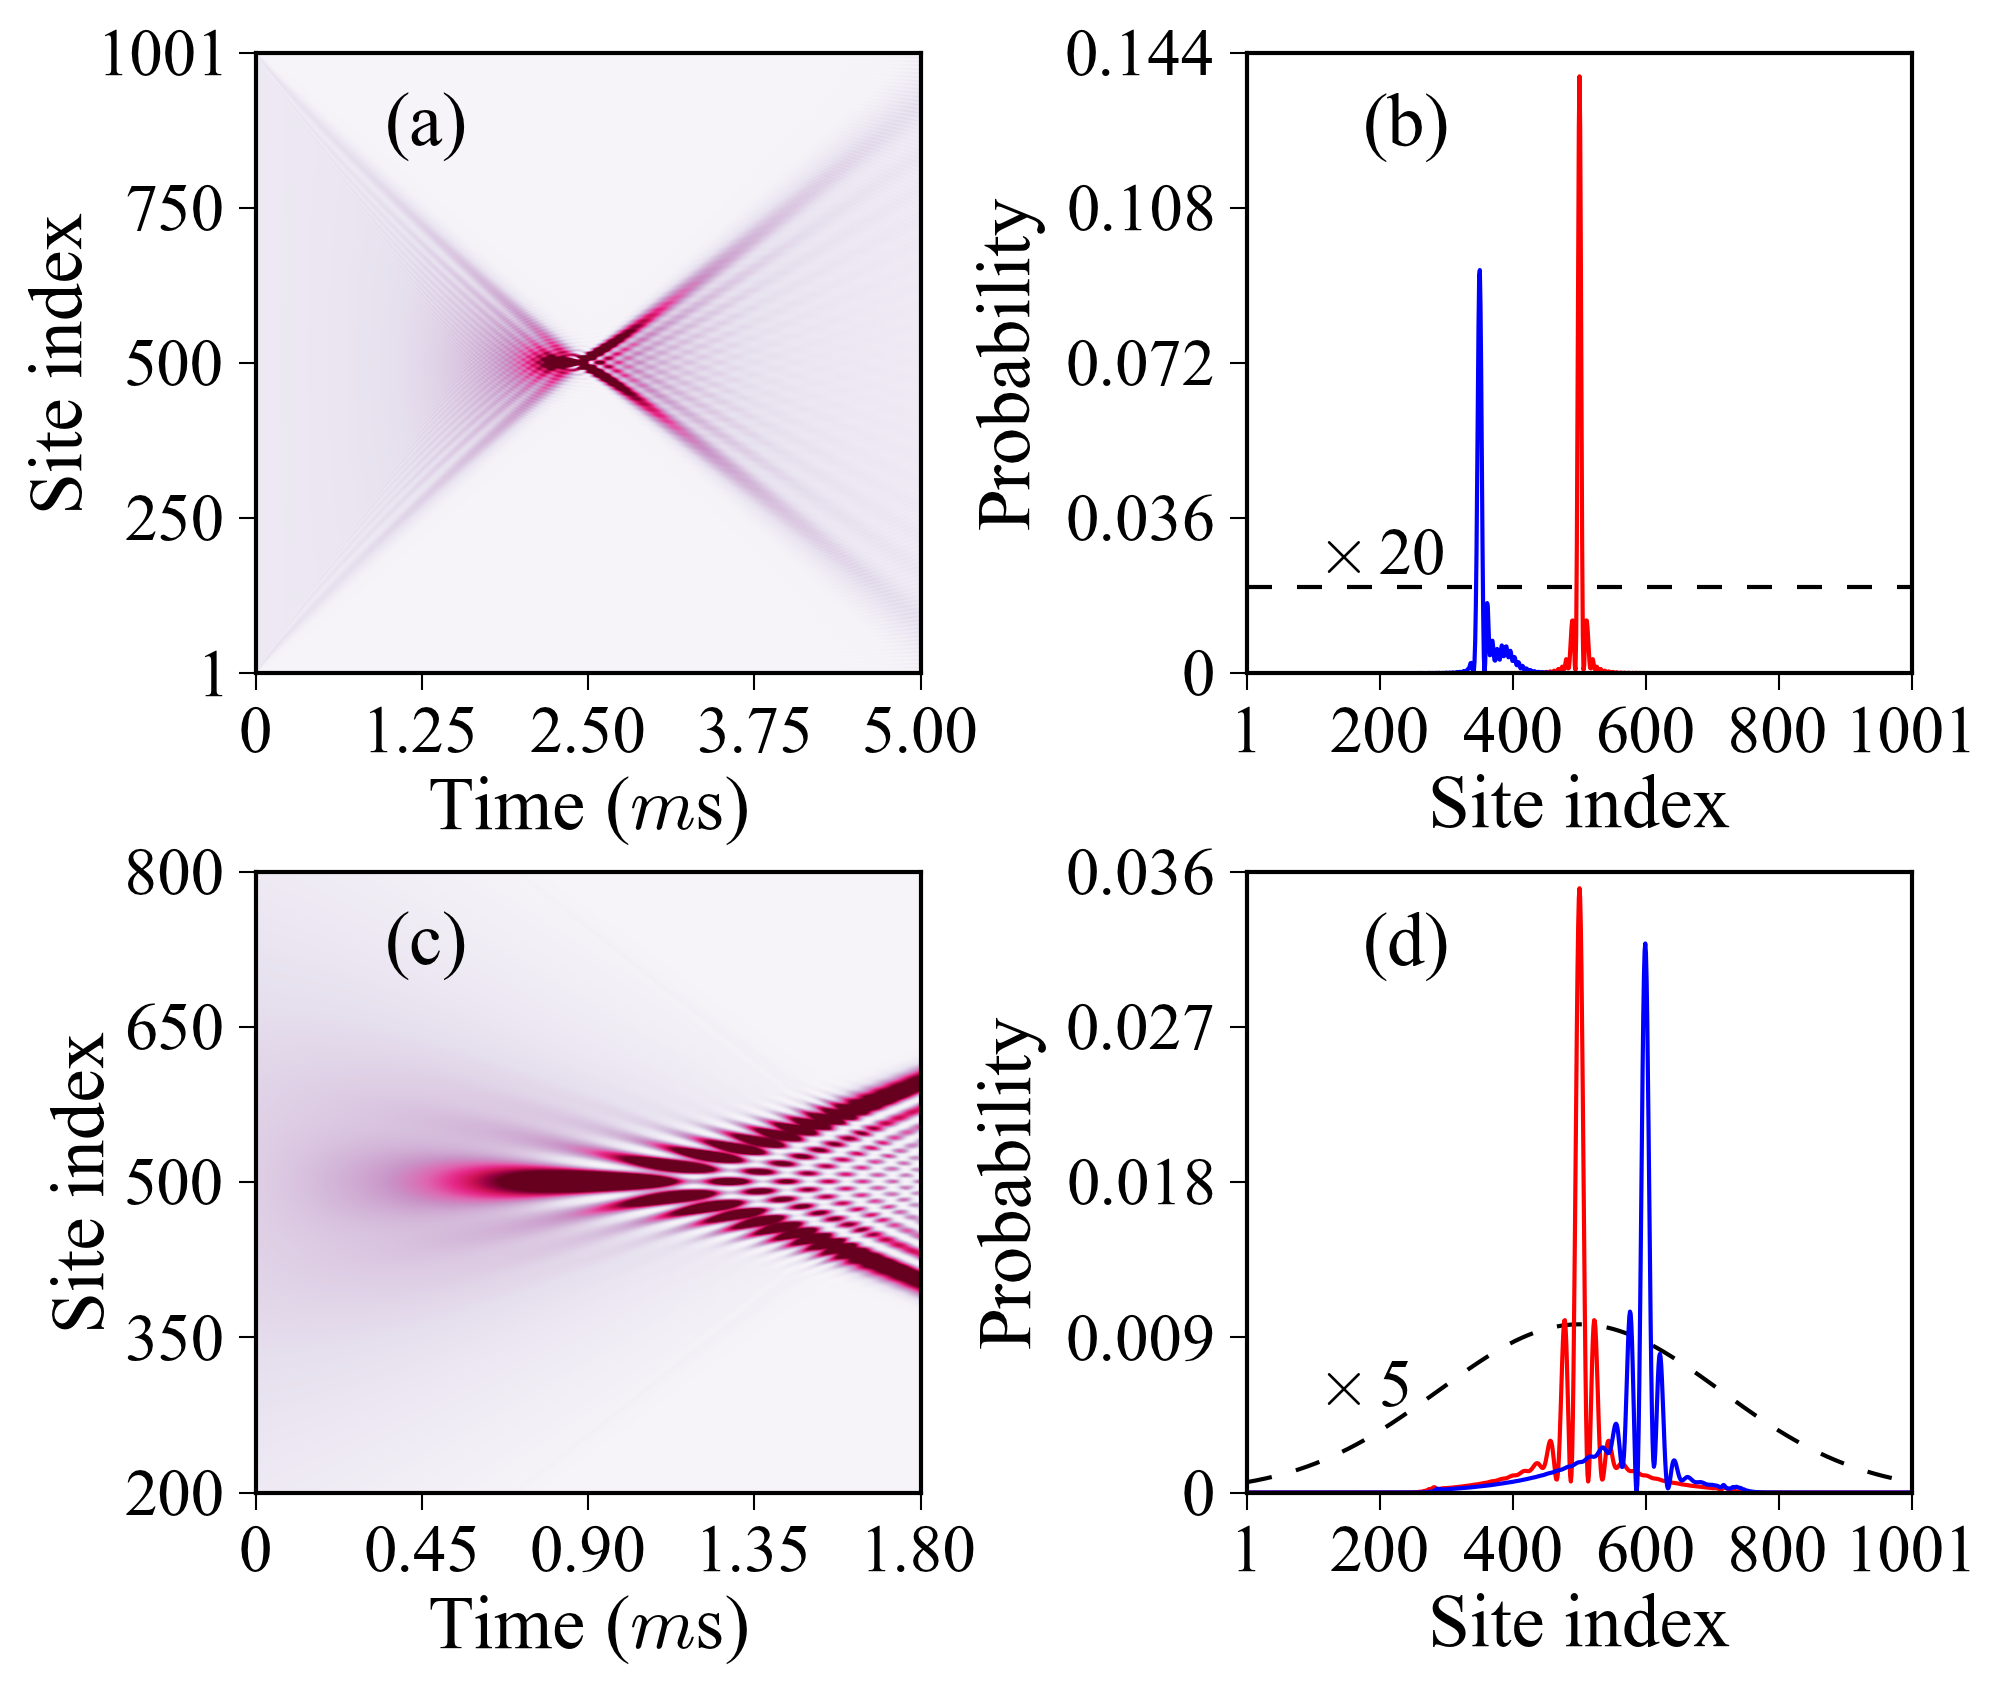 (a)
1001
750
500
250
1
Site index
0 1.25 2.50 3.75 5.00
Time (ms)
(b)
0.144
0.108
0.072
0.036
0
Probability
× 20
1 200 400 600 800 1001
Site index
(c)
800
650
500
350
200
Site index
0 0.45 0.90 1.35 1.80
Time (ms)
(d)
0.036
0.027
0.018
0.009
0
Probability
× 5
1 200 400 600 800 1001
Site index